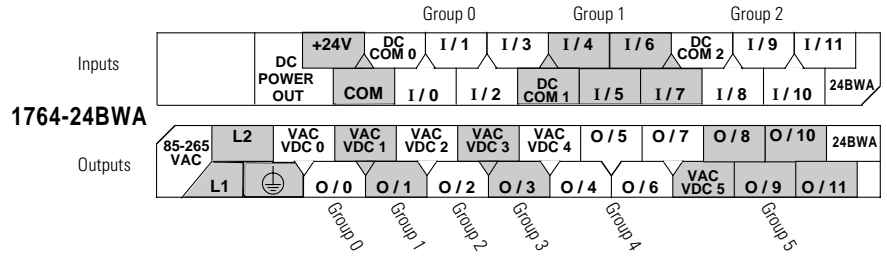 Group 0 Group 1 Group 2
+24V DC COM 0 I / 1 I / 3 I / 4 I / 6 DC COM 2 I / 9 I / 11
Inputs
DC POWER OUT COM I / 0 I / 2 DC COM 1 I / 5 I / 7 I / 8 I / 10 24BWA
1764-24BWA
85-265 VAC L2 VAC VDC 0 VAC VDC 1 VAC VDC 2 VAC VDC 3 VAC VDC 4 O / 5 O / 7 O / 8 O / 10 24BWA
Outputs
L1 O / 0 O / 1 O / 2 O / 3 O / 4 O / 6 VAC VDC 5 O / 9 O / 11
Group 0 Group 1 Group 2 Group 3 Group 4 Group 5